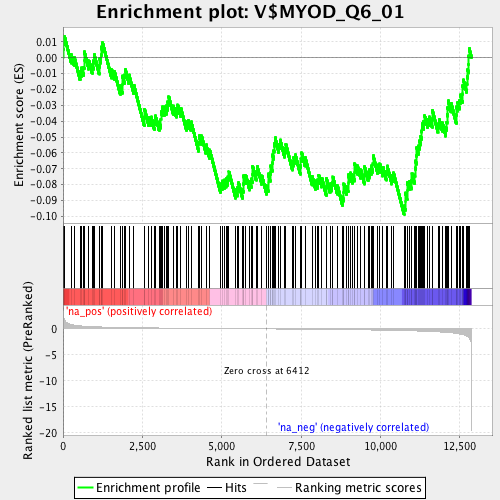 Enrichment plot: V$MYOD_Q6_01
Enrichment score (ES)
0.01
0.00
-0.01
-0.02
-0.03
-0.04
-0.05
-0.06
-0.07
-0.08
-0.09
-0.10
'na_pos' (positively correlated)
Ranked list metric (PreRanked)
0
-5
-10
-15
-20
Zero cross at 6412
'na_neg' (negatively correlated)
0
2,500
5,000
7,500
10,000
12,500
Rank in Ordered Dataset
Enrichment profile
Hits
Ranking metric scores